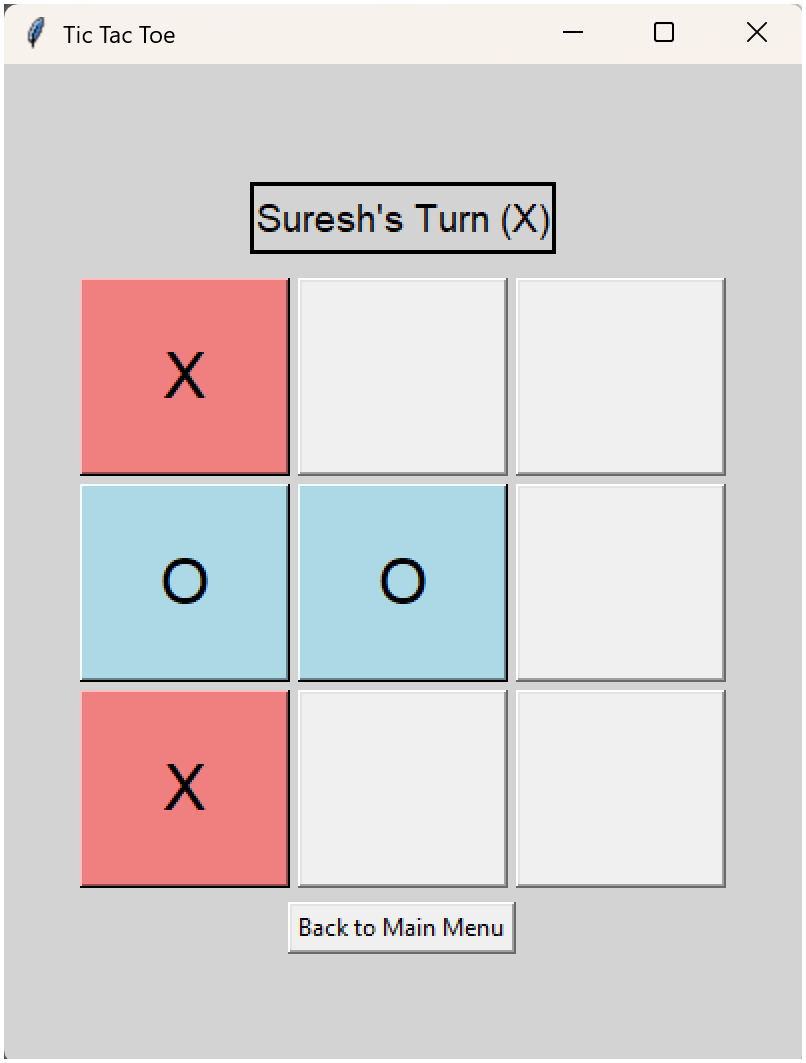 Tic Tac Toe
Suresh's Turn (X)
X
O O
X
Back to Main Menu